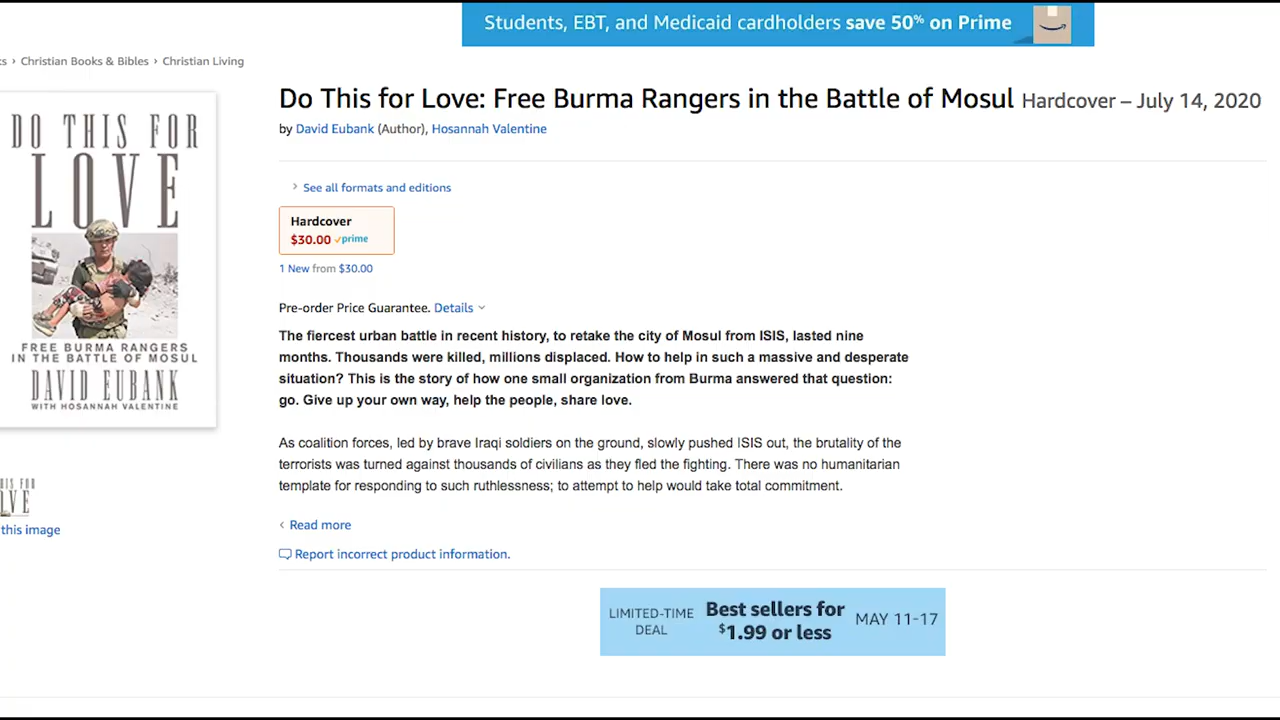 Students, EBT, and Medicaid cardholders save 50% on Prime
ks › Christian Books & Bibles › Christian Living
Do This for Love: Free Burma Rangers in the Battle of Mosul Hardcover – July 14, 2020
by David Eubank (Author), Hosannah Valentine
DO THIS FOR
LOVE
FREE BURMA RANGERS
IN THE BATTLE OF MOSUL
DAVID EUBANK
WITH HOSANNAH VALENTINE
› See all formats and editions
Hardcover
$30.00 prime
1 New from $30.00
Pre-order Price Guarantee. Details
The fiercest urban battle in recent history, to retake the city of Mosul from ISIS, lasted nine
months. Thousands were killed, millions displaced. How to help in such a massive and desperate
situation? This is the story of how one small organization from Burma answered that question:
go. Give up your own way, help the people, share love.
As coalition forces, led by brave Iraqi soldiers on the ground, slowly pushed ISIS out, the brutality of the
terrorists was turned against thousands of civilians as they fled the fighting. There was no humanitarian
template for responding to such ruthlessness; to attempt to help would take total commitment.
HIS FOR
OVE
this image
‹ Read more
Report incorrect product information.
LIMITED-TIME
DEAL
Best sellers for
$1.99 or less
MAY 11-17